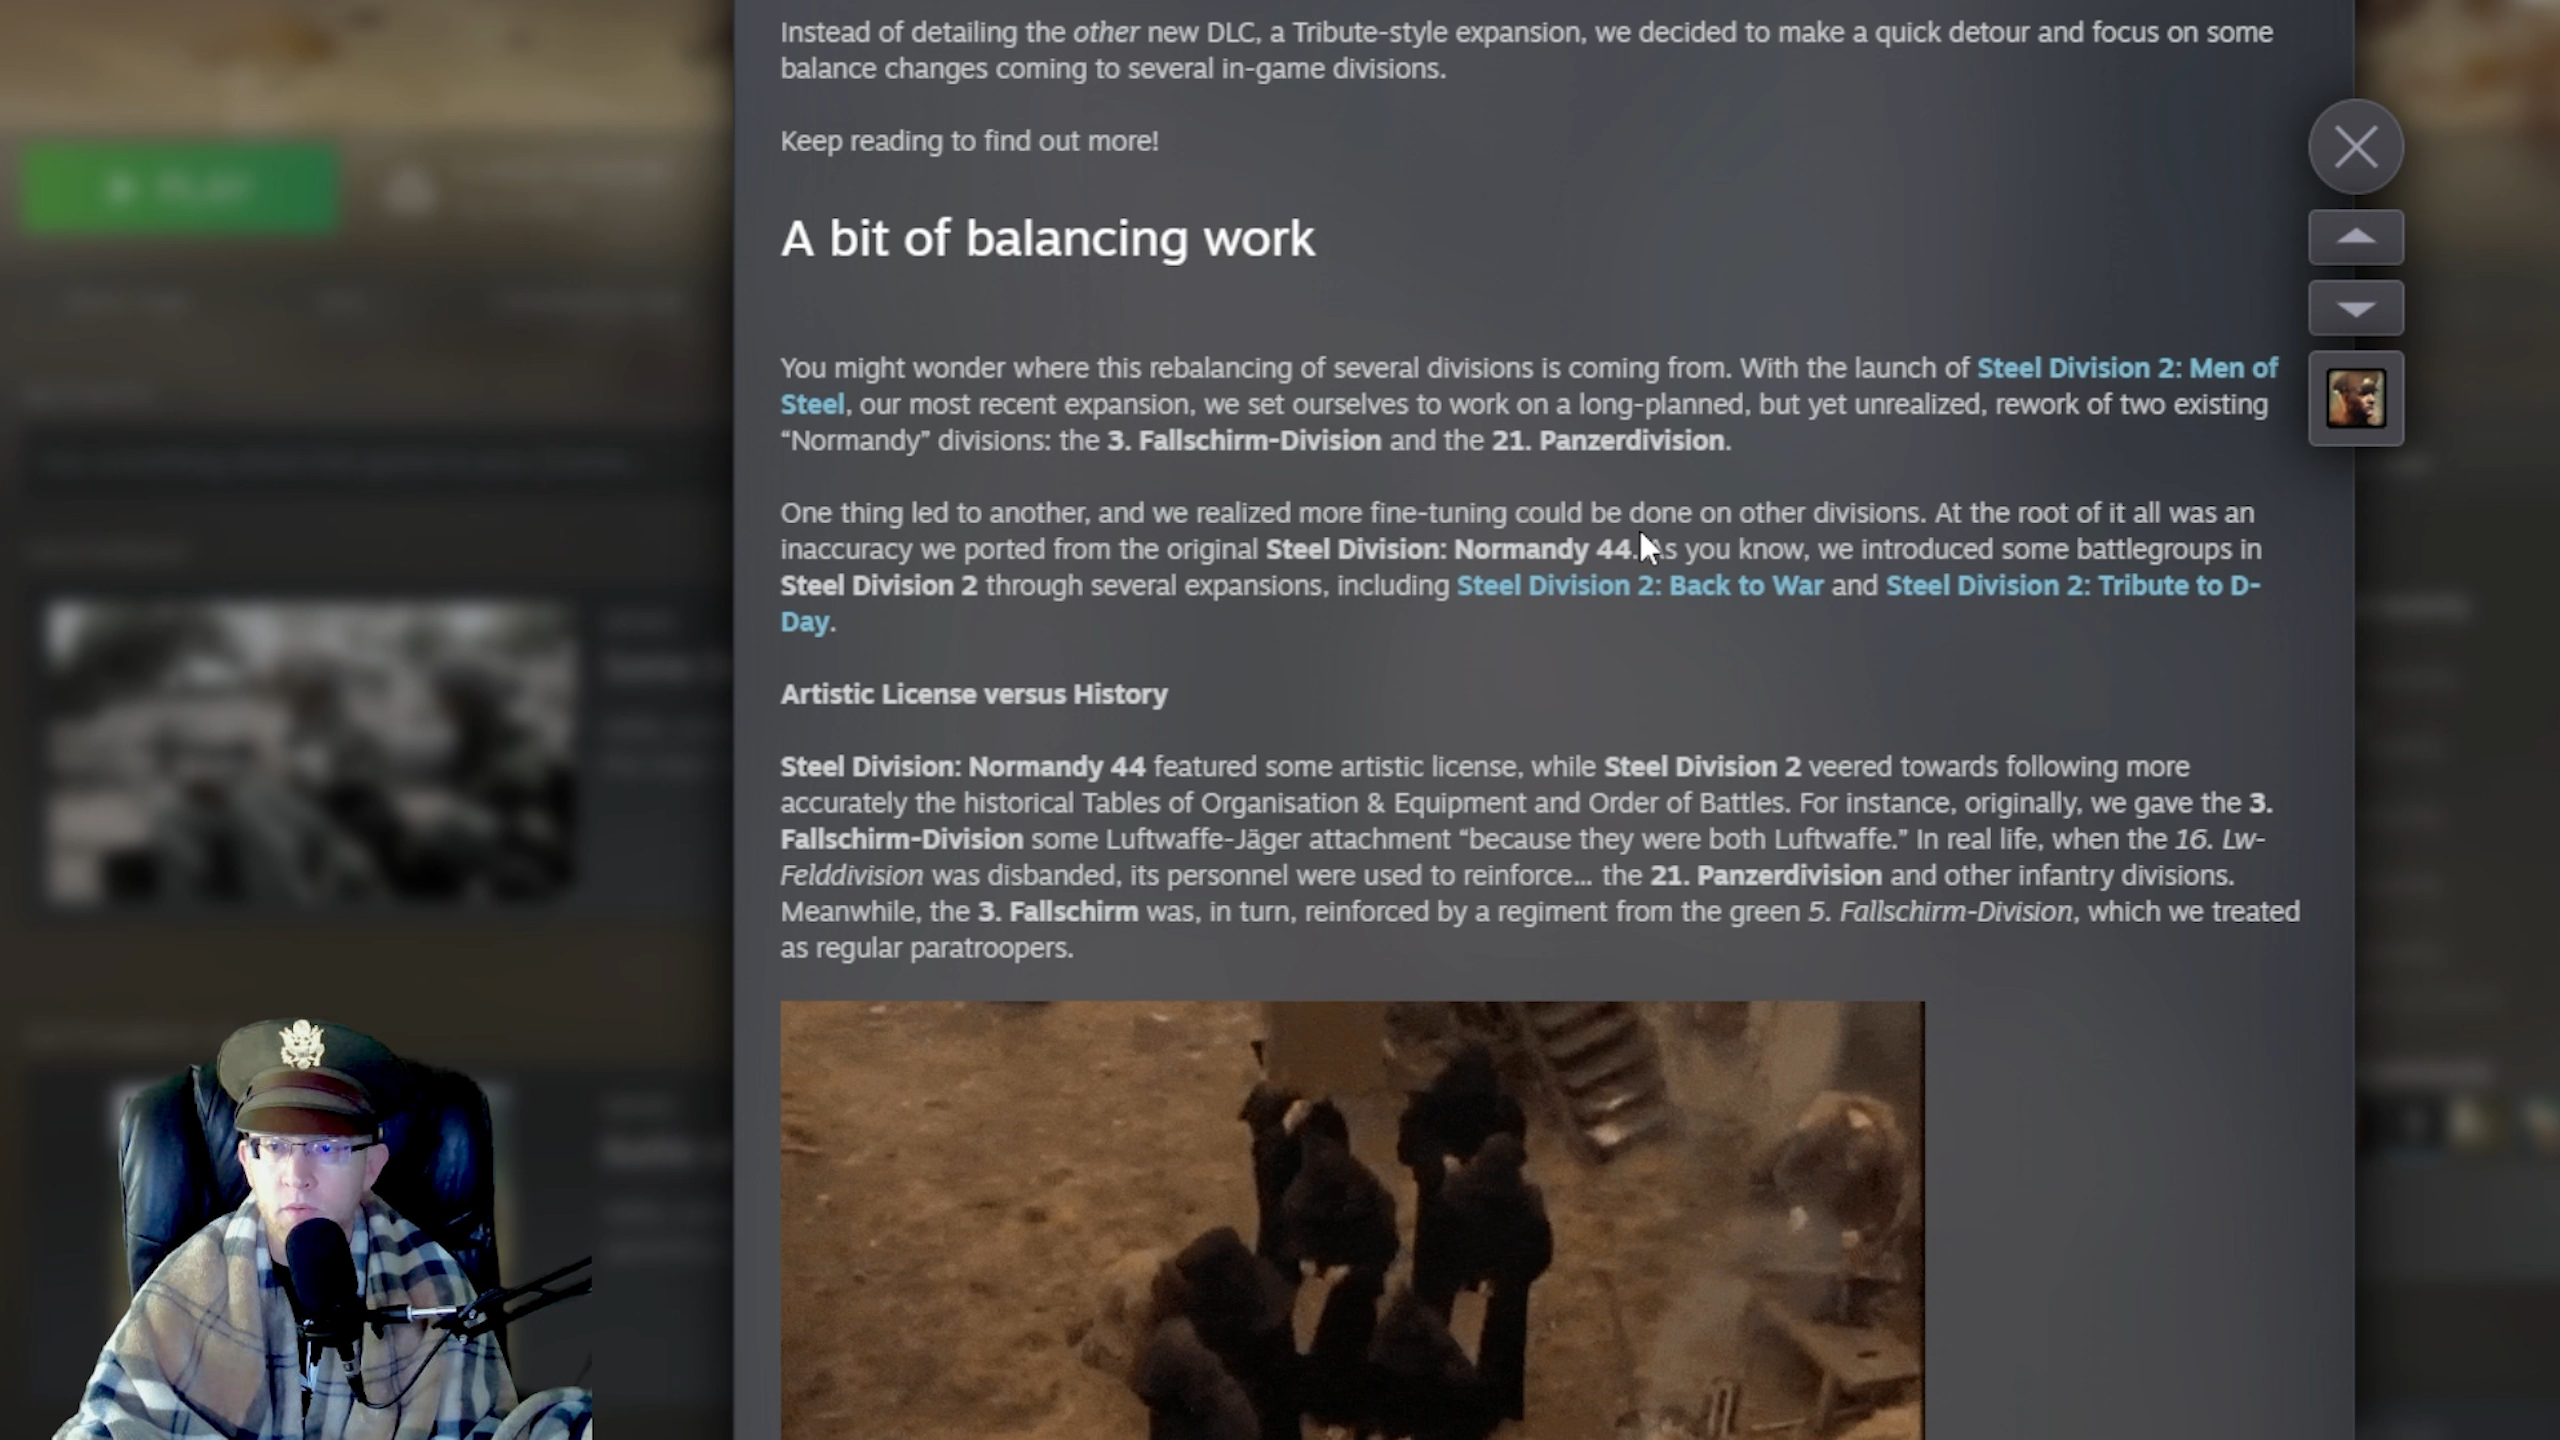 Instead of detailing the other new DLC, a Tribute-style expansion, we decided to make a quick detour and focus on some
balance changes coming to several in-game divisions.
Keep reading to find out more!
A bit of balancing work
You might wonder where this rebalancing of several divisions is coming from. With the launch of Steel Division 2: Men of
Steel, our most recent expansion, we set ourselves to work on a long-planned, but yet unrealized, rework of two existing
“Normandy” divisions: the 3. Fallschirm-Division and the 21. Panzerdivision.
One thing led to another, and we realized more fine-tuning could be done on other divisions. At the root of it all was an
inaccuracy we ported from the original Steel Division: Normandy 44. As you know, we introduced some battlegroups in
Steel Division 2 through several expansions, including Steel Division 2: Back to War and Steel Division 2: Tribute to D-
Day.
Artistic License versus History
Steel Division: Normandy 44 featured some artistic license, while Steel Division 2 veered towards following more
accurately the historical Tables of Organisation & Equipment and Order of Battles. For instance, originally, we gave the 3.
Fallschirm-Division some Luftwaffe-Jäger attachment “because they were both Luftwaffe.” In real life, when the 16. Lw-
Felddivision was disbanded, its personnel were used to reinforce... the 21. Panzerdivision and other infantry divisions.
Meanwhile, the 3. Fallschirm was, in turn, reinforced by a regiment from the green 5. Fallschirm-Division, which we treated
as regular paratroopers.
PLAY